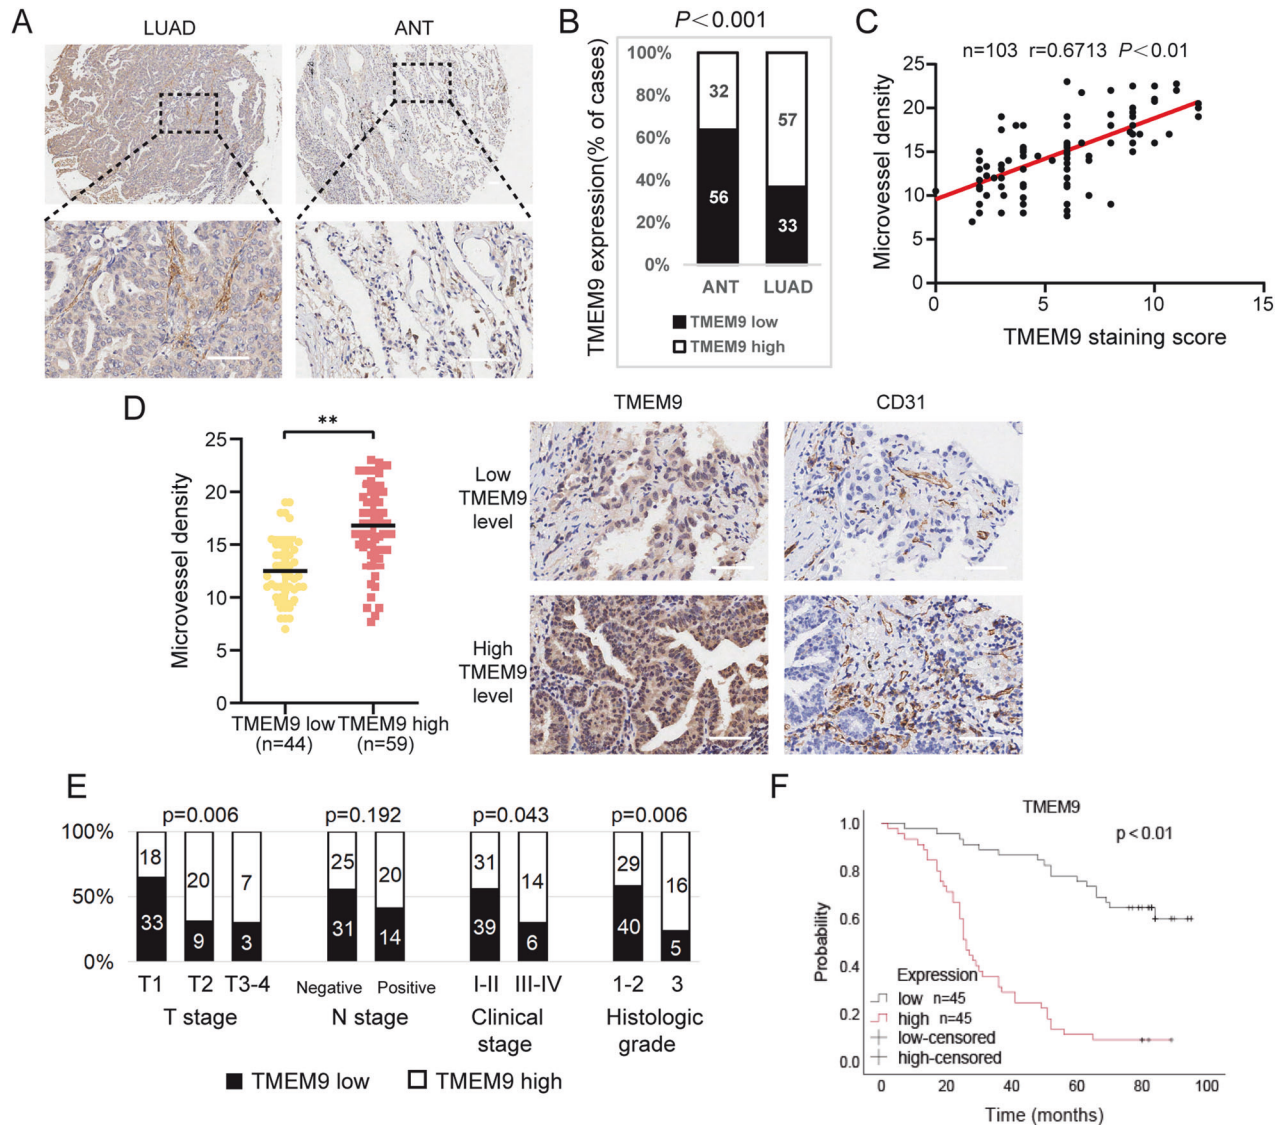 A
LUAD
ANT
B
P<0.001
TMEM9 expression(% of cases)
100%
80%
60%
40%
20%
0%
32
57
56
33
ANT LUAD
TMEM9 low
TMEM9 high
C
n=103 r=0.6713 P<0.01
Microvessel density
25
20
15
10
5
0
0 5 10 15
TMEM9 staining score
D
**
Microvessel density
25
20
15
10
5
0
TMEM9 low TMEM9 high
(n=44) (n=59)
TMEM9 CD31
Low
TMEM9
level
High
TMEM9
level
E
p=0.006 p=0.192 p=0.043 p=0.006
100%
50%
0%
18 20 7 25 20 31 14 29 16
33 9 3 31 14 39 6 40 5
T1 T2 T3-4 Negative Positive I-II III-IV 1-2 3
T stage N stage Clinical stage Histologic grade
TMEM9 low TMEM9 high
F
TMEM9
p<0.01
Probability
1.0
0.8
0.6
0.4
0.2
0.0
Expression
low n=45
high n=45
low-censored
high-censored
0 20 40 60 80 100
Time (months)